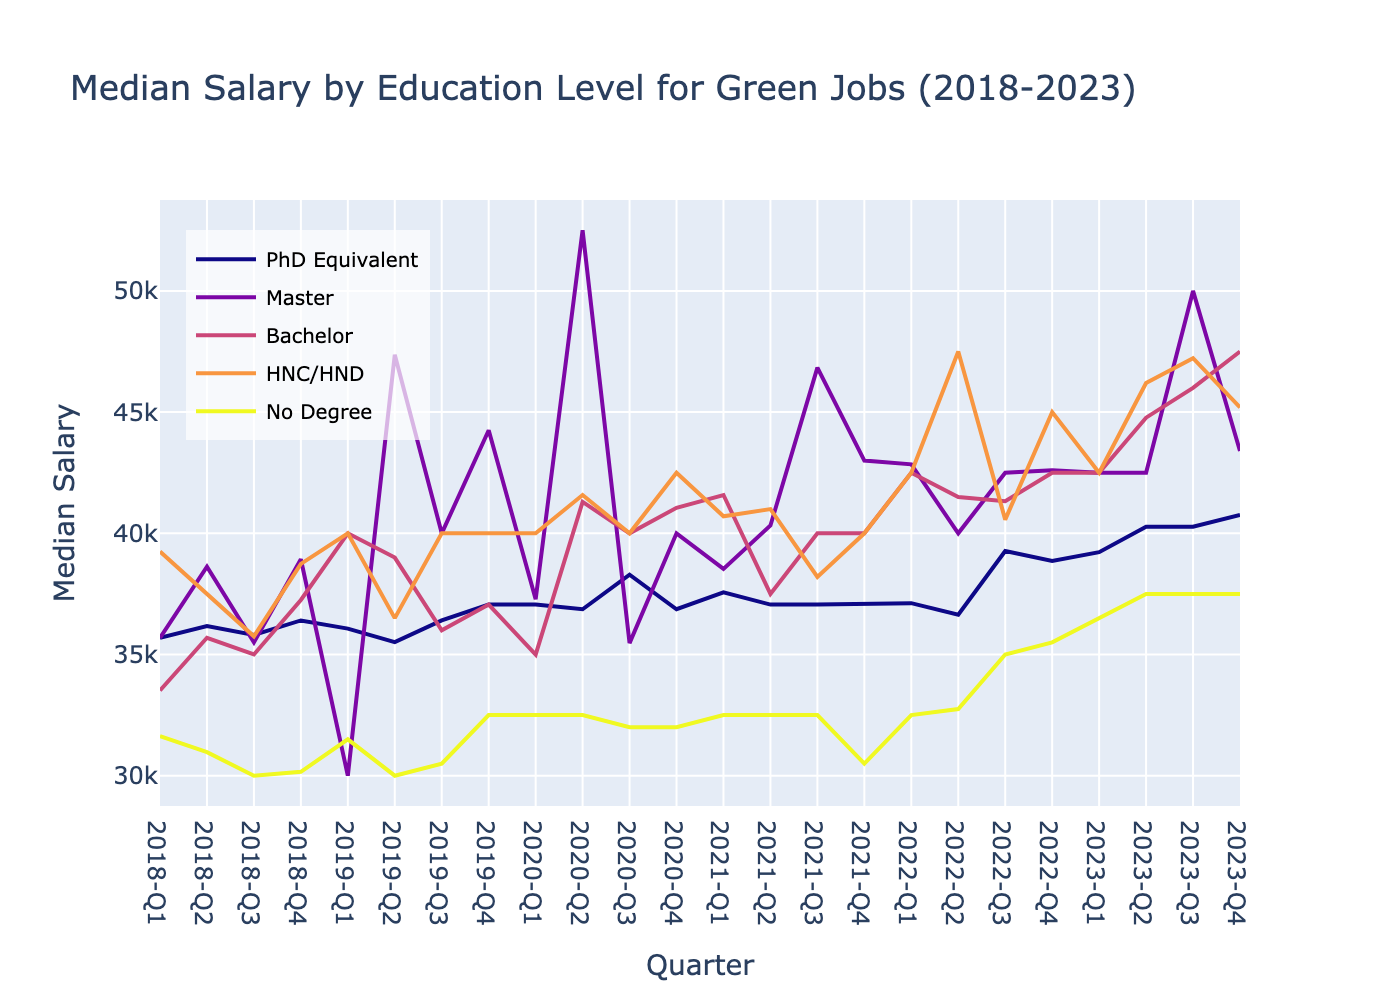 Median Salary by Education Level for Green Jobs (2018-2023)
PhD Equivalent
Master
Bachelor
HNC/HND
No Degree
Median Salary
50k
45k
40k
35k
30k
2018-Q1
2018-Q2
2018-Q3
2018-Q4
2019-Q1
2019-Q2
2019-Q3
2019-Q4
2020-Q1
2020-Q2
2020-Q3
2020-Q4
2021-Q1
2021-Q2
2021-Q3
2021-Q4
2022-Q1
2022-Q2
2022-Q3
2022-Q4
2023-Q1
2023-Q2
2023-Q3
2023-Q4
Quarter